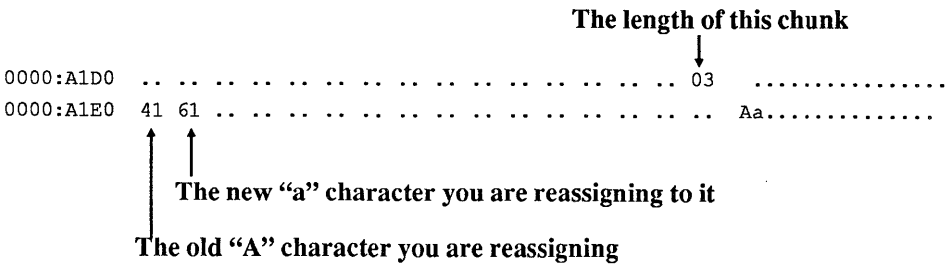 The length of this chunk
0000:A1D0 .. .. .. .. .. .. .. .. .. .. .. .. .. .. .. 03 ................
0000:A1E0 41 61 .. .. .. .. .. .. .. .. .. .. .. .. .. .. Aa..............
The new “a” character you are reassigning to it
The old “A” character you are reassigning